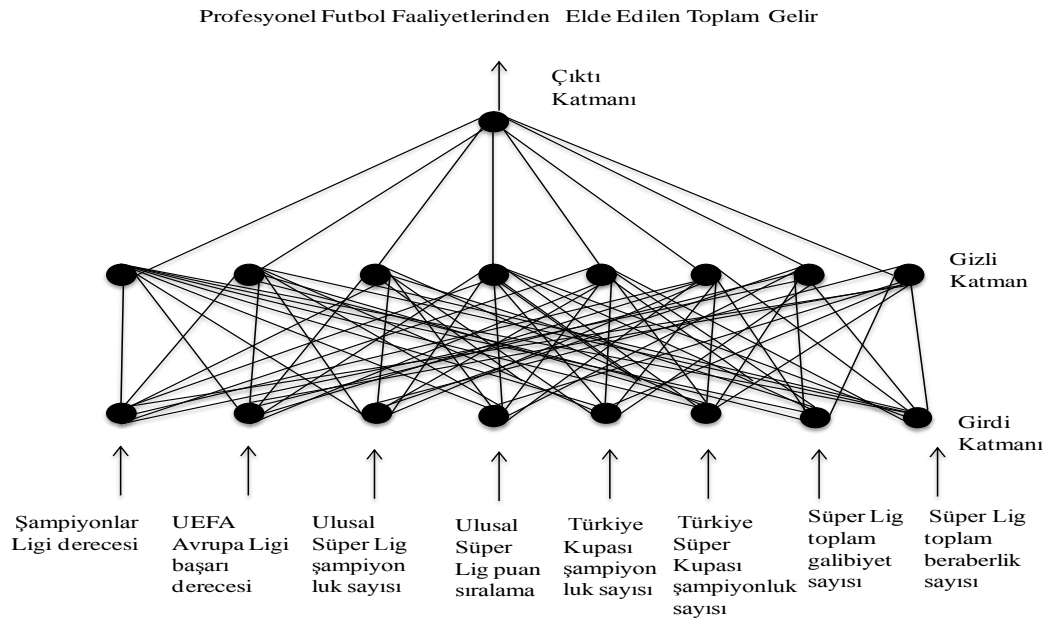 Profesyonel Futbol Faaliyetlerinden Elde Edilen Toplam Gelir
Çıktı
Katmanı
Gizli
Katman
Girdi
Katmanı
Şampiyonlar
Ligi derecesi
UEFA
Avrupa Ligi
başarı
derecesi
Ulusal
Süper Lig
şampiyon
luk sayısı
Ulusal
Süper
Lig puan
sıralama
Türkiye
Kupası
şampiyon
luk sayısı
Türkiye
Süper
Kupası
şampiyonluk
sayısı
Süper Lig
toplam
galibiyet
sayısı
Süper Lig
toplam
beraberlik
sayısı